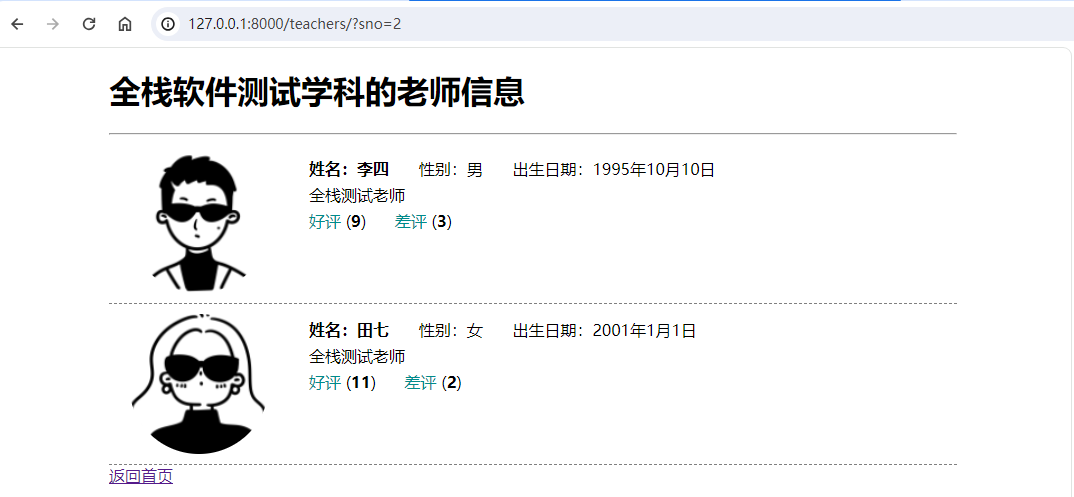 127.0.0.1:8000/teachers/?sno=2
全栈软件测试学科的老师信息
姓名：李四 性别：男 出生日期：1995年10月10日
全栈测试老师
好评 (9) 差评 (3)
姓名：田七 性别：女 出生日期：2001年1月1日
全栈测试老师
好评 (11) 差评 (2)
返回首页